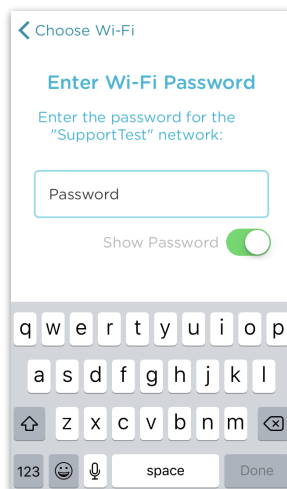 Choose Wi-Fi
Enter Wi-Fi Password
Enter the password for the
"SupportTest" network:
Password
Show Password
q w e r t y u i o p
a s d f g h j k l
z x c v b n m
123 space Done